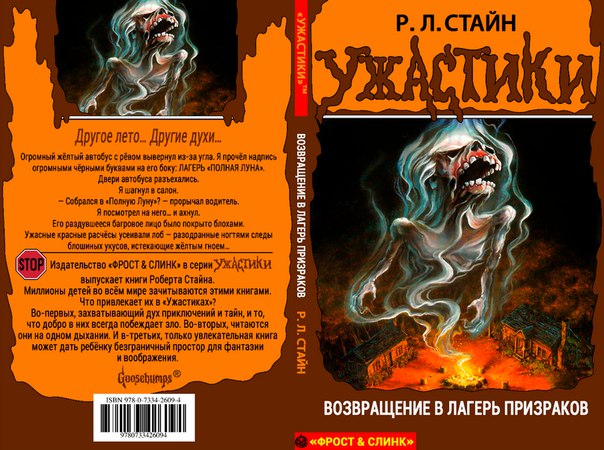 Другое лето... Другие духи...
Огромный жёлтый автобус с рёвом вывернул из-за угла. Я прочёл надпись
огромными чёрными буквами на его боку: ЛАГЕРЬ «ПОЛНАЯ ЛУНА».
Двери автобуса разъехались.
Я шагнул в салон.
— Собрался в «Полную Луну»? — прорычал водитель.
Я посмотрел на него... и ахнул.
Его раздувшееся багровое лицо было покрыто блохами.
Ужасные красные расчёсы усеивали лоб — разодранные ногтями следы
блошиных укусов, истекающие жёлтым гноем...
STOP
Издательство «ФРОСТ & СЛИНК» в серии УЖАСТИКИ
выпускает книги Роберта Стайна.
Миллионы детей во всём мире зачитываются этими книгами.
Что привлекает их в «Ужастиках»?
Во-первых, захватывающий дух приключений и тайн, и то,
что добро в них всегда побеждает зло. Во-вторых, читаются
они на одном дыхании. И в-третьих, только увлекательная книга
может дать ребёнку безграничный простор для фантазии
и воображения.
Goosebumps®
ISBN 978-0-7334-2609-4
9780733426094
«УЖАСТИКИ»™
ВОЗВРАЩЕНИЕ В ЛАГЕРЬ ПРИЗРАКОВ
Р. Л. СТАЙН
Р. Л. СТАЙН
УЖАСТИКИ
ВОЗВРАЩЕНИЕ В ЛАГЕРЬ ПРИЗРАКОВ
«ФРОСТ & СЛИНК»